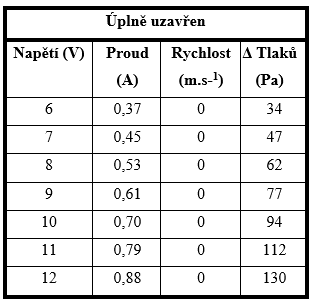 Úplně uzavřen
Napětí (V) Proud (A) Rychlost (m.s-1) Δ Tlaků (Pa)
6 0,37 0 34
7 0,45 0 47
8 0,53 0 62
9 0,61 0 77
10 0,70 0 94
11 0,79 0 112
12 0,88 0 130